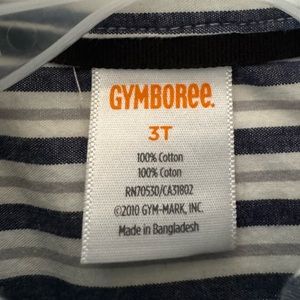 GYMBOREE.
3T
100% Cotton
100% Coton
RN70530/CA31802
©2010 GYM-MARK, INC.
Made in Bangladesh